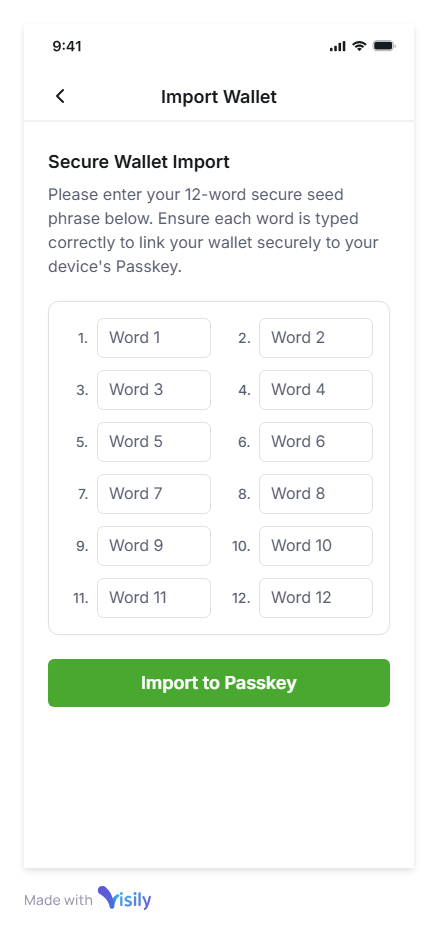 9:41
Import Wallet
Secure Wallet Import
Please enter your 12-word secure seed
phrase below. Ensure each word is typed
correctly to link your wallet securely to your
device's Passkey.
1. Word 1 2. Word 2
3. Word 3 4. Word 4
5. Word 5 6. Word 6
7. Word 7 8. Word 8
9. Word 9 10. Word 10
11. Word 11 12. Word 12
Import to Passkey
Made with Visily